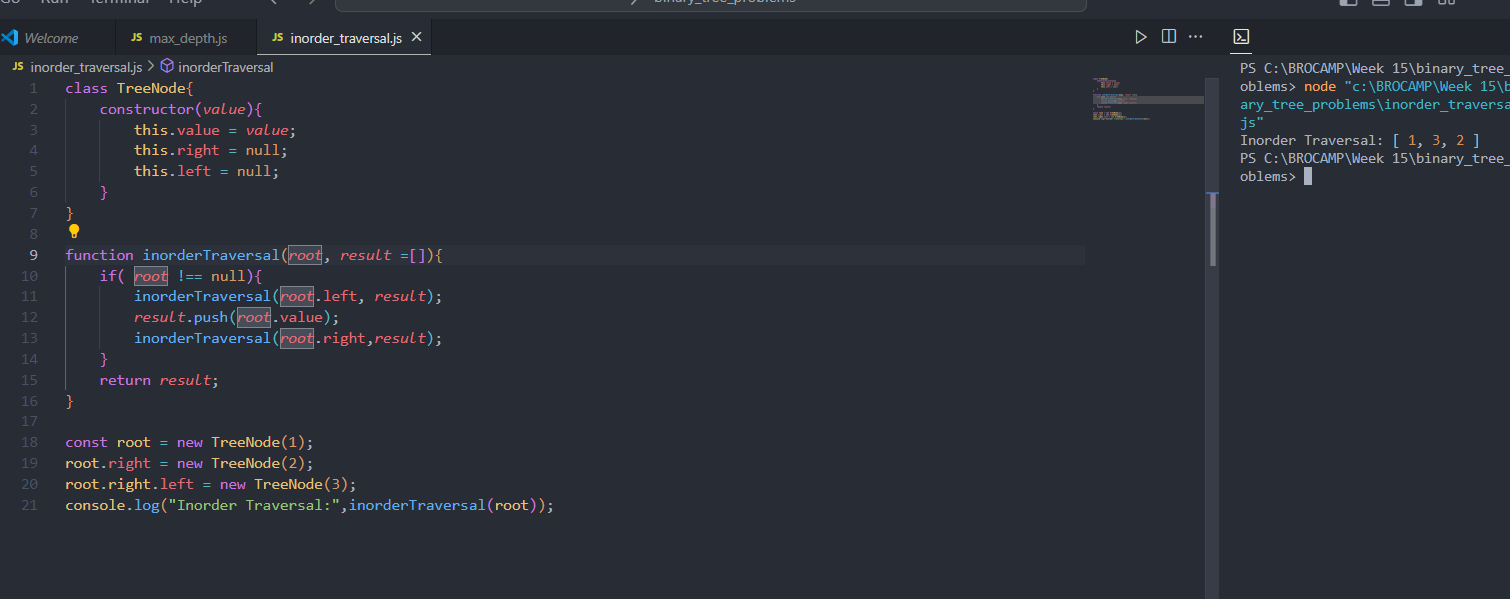 Go Run Terminal Help
binary_tree_problems
Welcome
JS max_depth.js
JS inorder_traversal.js
JS inorder_traversal.js > inorderTraversal
1 class TreeNode{
2 constructor(value){
3 this.value = value;
4 this.right = null;
5 this.left = null;
6 }
7 }
8
9 function inorderTraversal(root, result =[]){
10 if( root !== null){
11 inorderTraversal(root.left, result);
12 result.push(root.value);
13 inorderTraversal(root.right,result);
14 }
15 return result;
16 }
17
18 const root = new TreeNode(1);
19 root.right = new TreeNode(2);
20 root.right.left = new TreeNode(3);
21 console.log("Inorder Traversal:",inorderTraversal(root));
PS C:\BROCAMP\Week 15\binary_tree_
oblems> node "c:\BROCAMP\Week 15\b
ary_tree_problems\inorder_traversa
js"
Inorder Traversal: [ 1, 3, 2 ]
PS C:\BROCAMP\Week 15\binary_tree_
oblems>